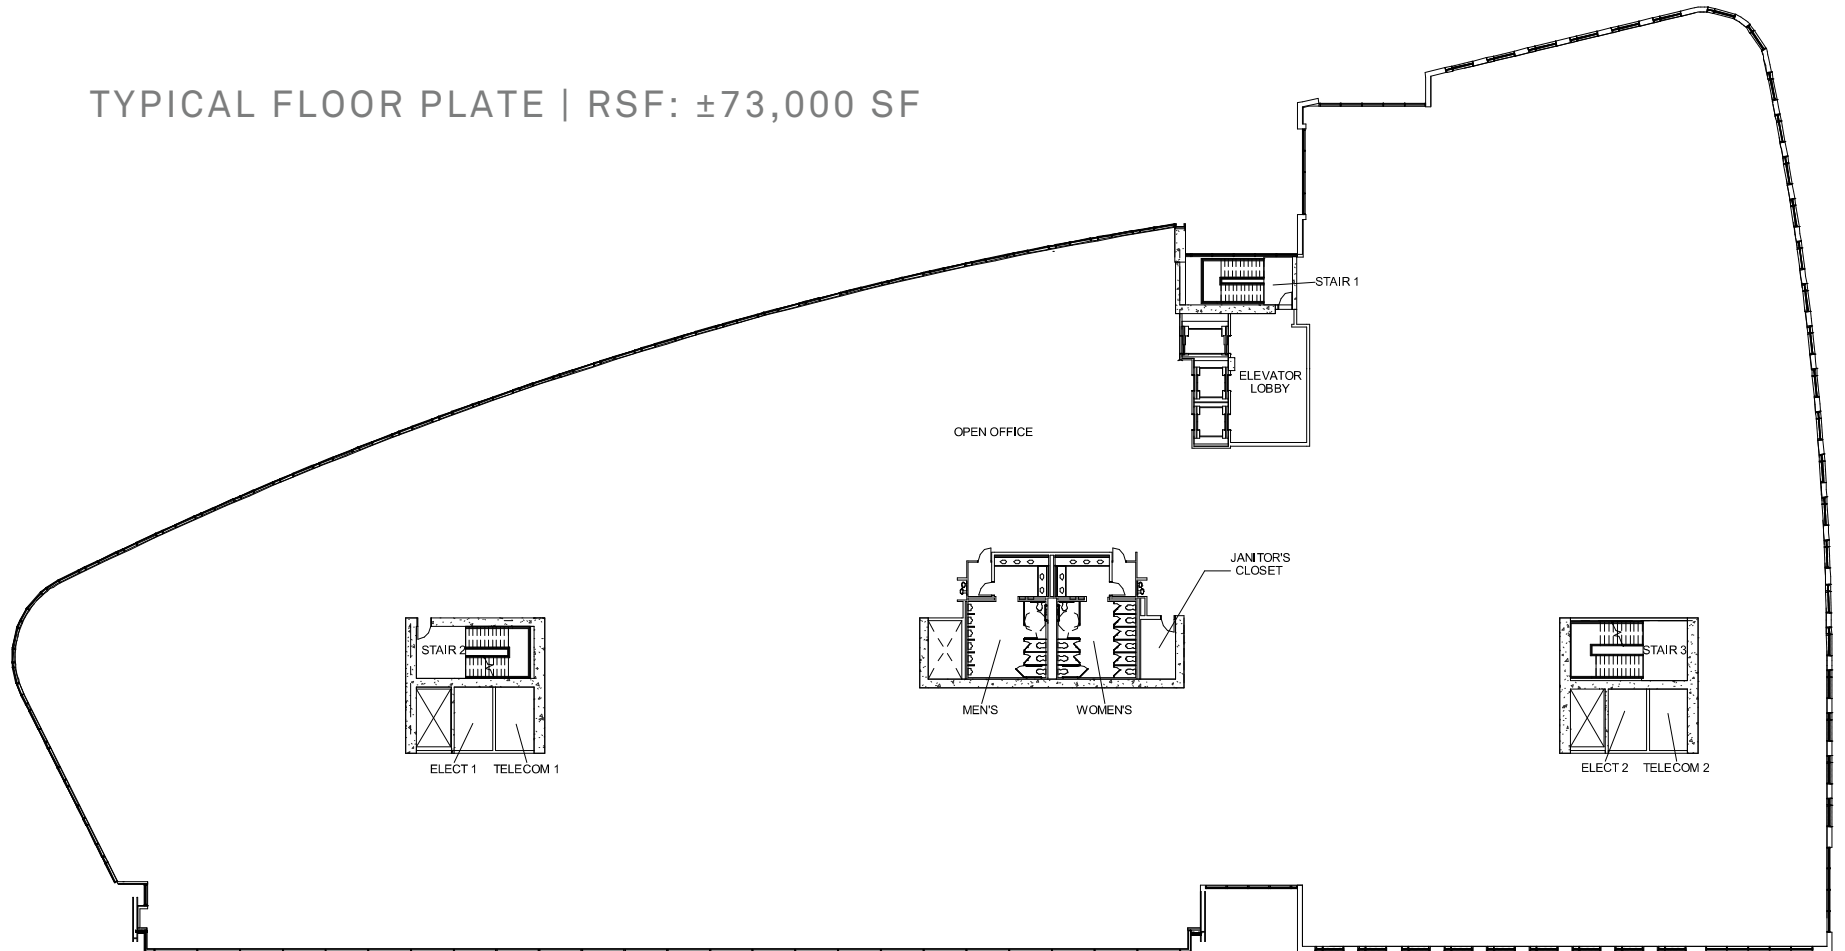 TYPICAL FLOOR PLATE | RSF: ±73,000 SF
STAIR 1
ELEVATOR
LOBBY
OPEN OFFICE
JANITOR'S
CLOSET
STAIR 2
STAIR 3
MEN'S
WOMEN'S
ELECT 1
TELECOM 1
ELECT 2
TELECOM 2